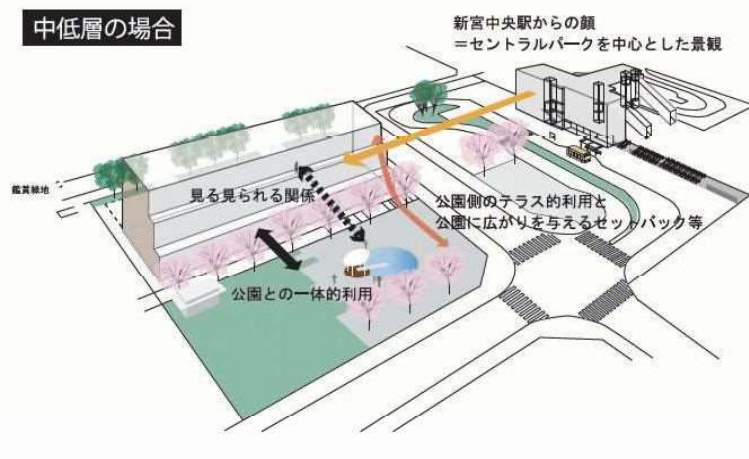 中低層の場合
新宮中央駅からの顔
＝セントラルパークを中心とした景観
鑑賞緑地
見る見られる関係
公園側のテラス的利用と
公園に広がりを与えるセットバック等
公園との一体的利用